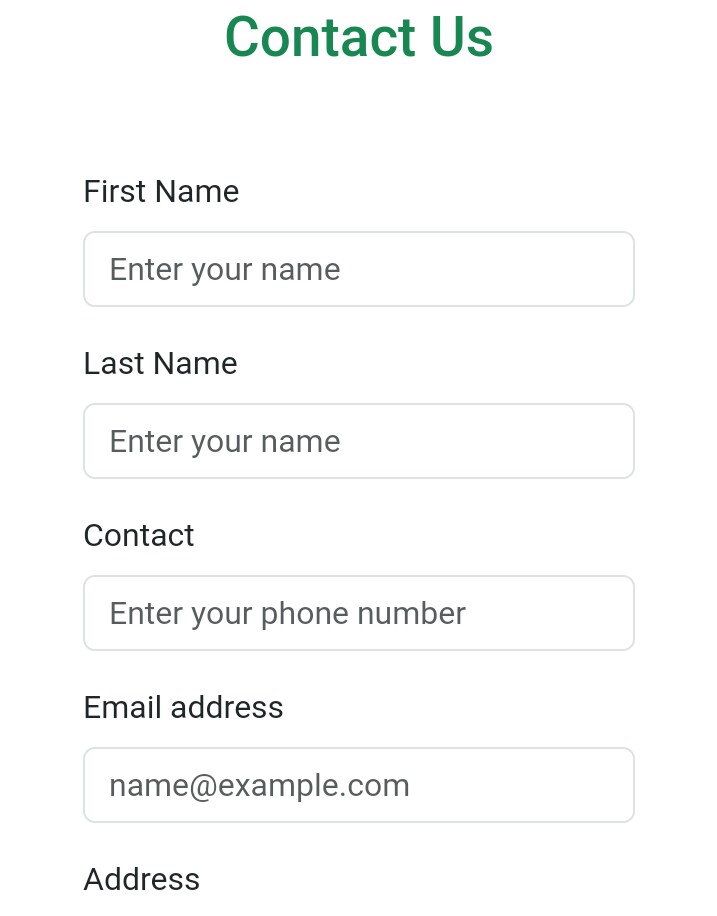 Contact Us
First Name
Enter your name
Last Name
Enter your name
Contact
Enter your phone number
Email address
name@example.com
Address